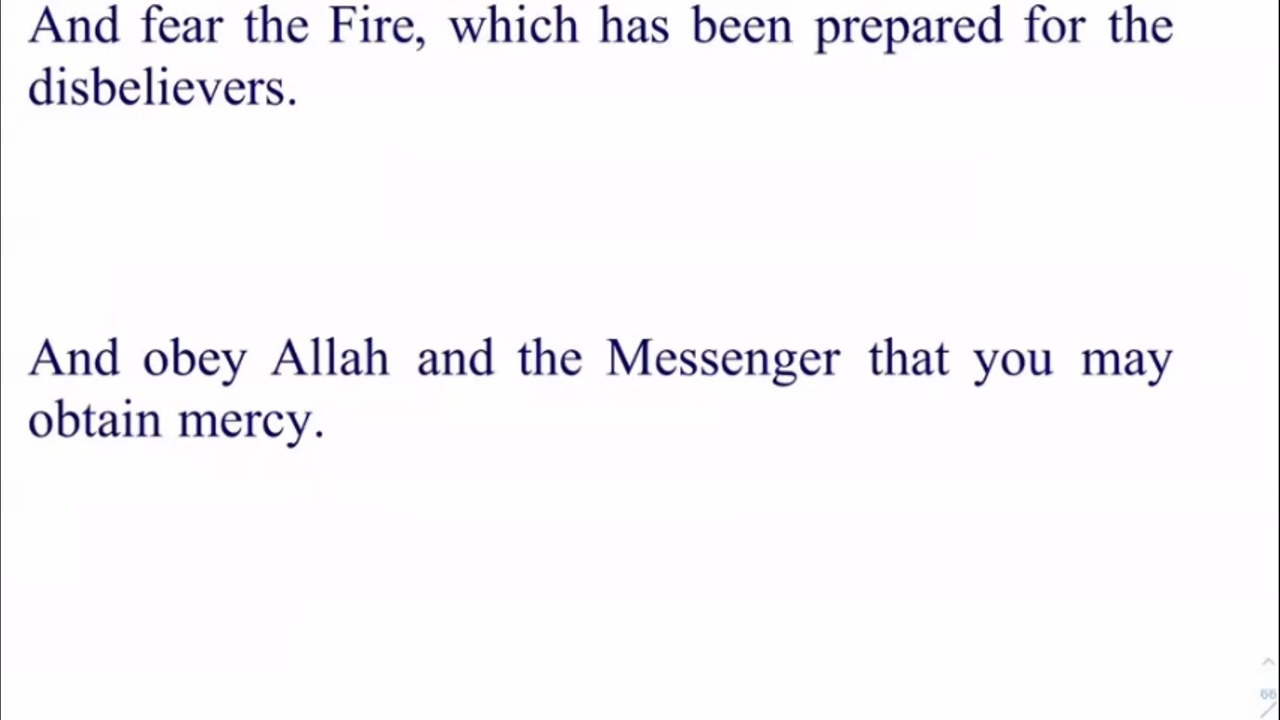 And fear the Fire, which has been prepared for the
disbelievers.
And obey Allah and the Messenger that you may
obtain mercy.